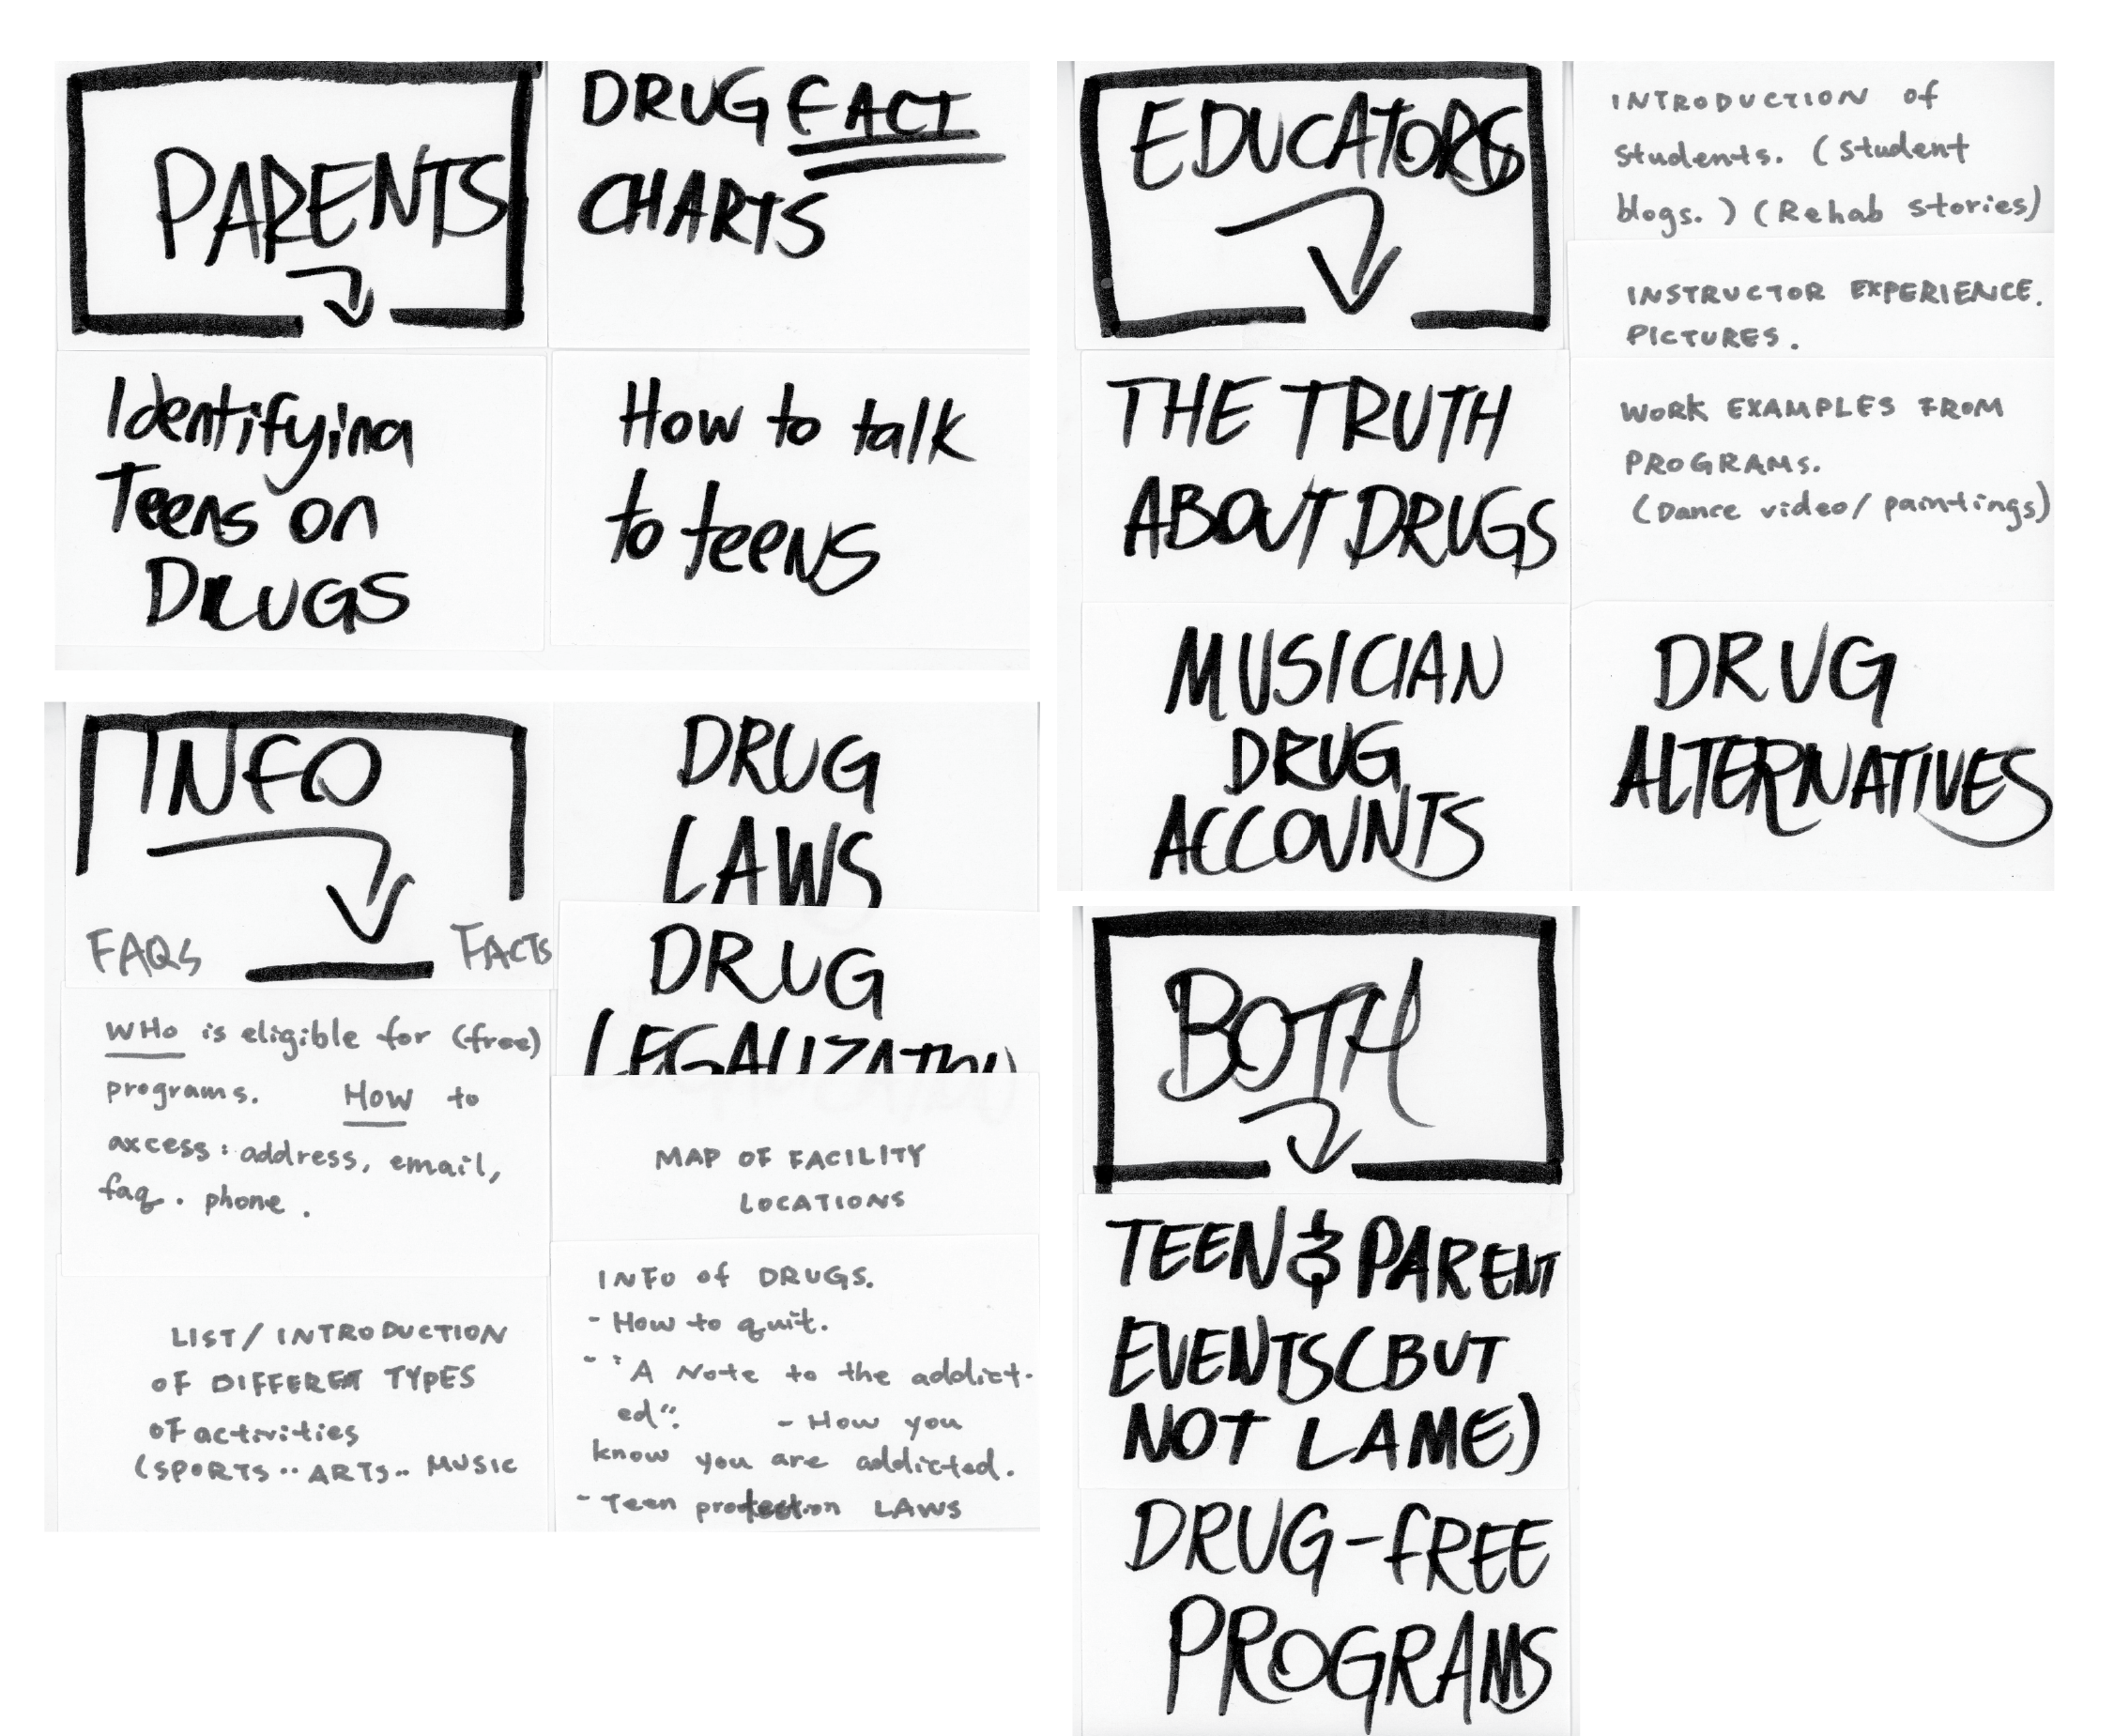 PARENTS
DRUG FACT
CHARTS
Identifying
Teens on
DRUGS
How to talk
to teens
EDUCATORS
INTRODUCTION of
students. (student
blogs.) (Rehab stories)
INSTRUCTOR EXPERIENCE.
PICTURES.
THE TRUTH
ABOUT DRUGS
WORK EXAMPLES FROM
PROGRAMS.
(Dance video/paintings)
MUSICIAN
DRUG
ACCOUNTS
DRUG
ALTERNATIVES
INFO
FAQS FACTS
DRUG
LAWS
DRUG
LEGALIZATION
WHO is eligible for (free)
programs. How to
axcess: address, email,
faq. phone.
MAP OF FACILITY
LOCATIONS
LIST/INTRODUCTION
OF DIFFERET TYPES
OF activities
(SPORTS.. ARTS.. MUSIC
INFO of DRUGS.
- How to quit.
- "A Note to the addict-
ed". - How you
know you are addicted.
- Teen protection LAWS
BOTH
TEEN & PARENT
EVENTS (BUT
NOT LAME)
DRUG-FREE
PROGRAMS